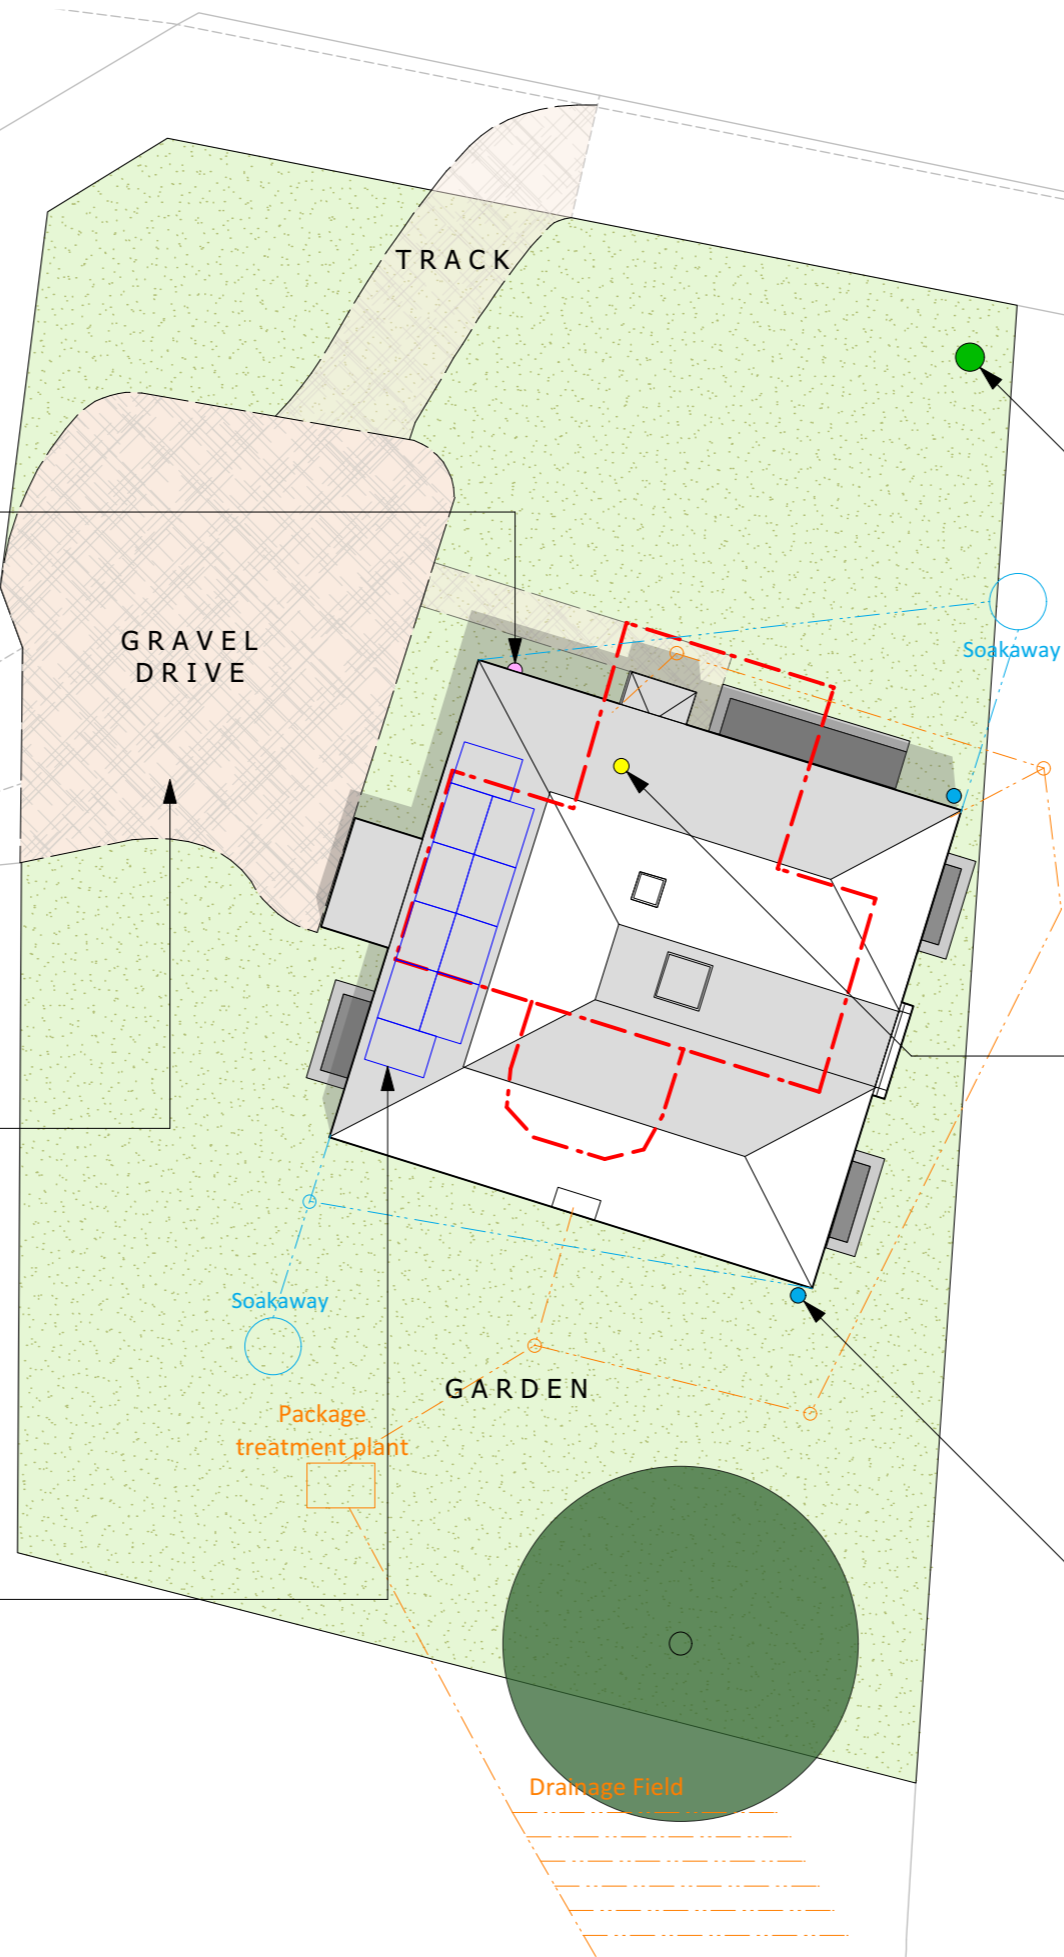 TRACK
GRAVEL
DRIVE
Soakaway
Soakaway
GARDEN
Package
treatment plant
Drainage Field